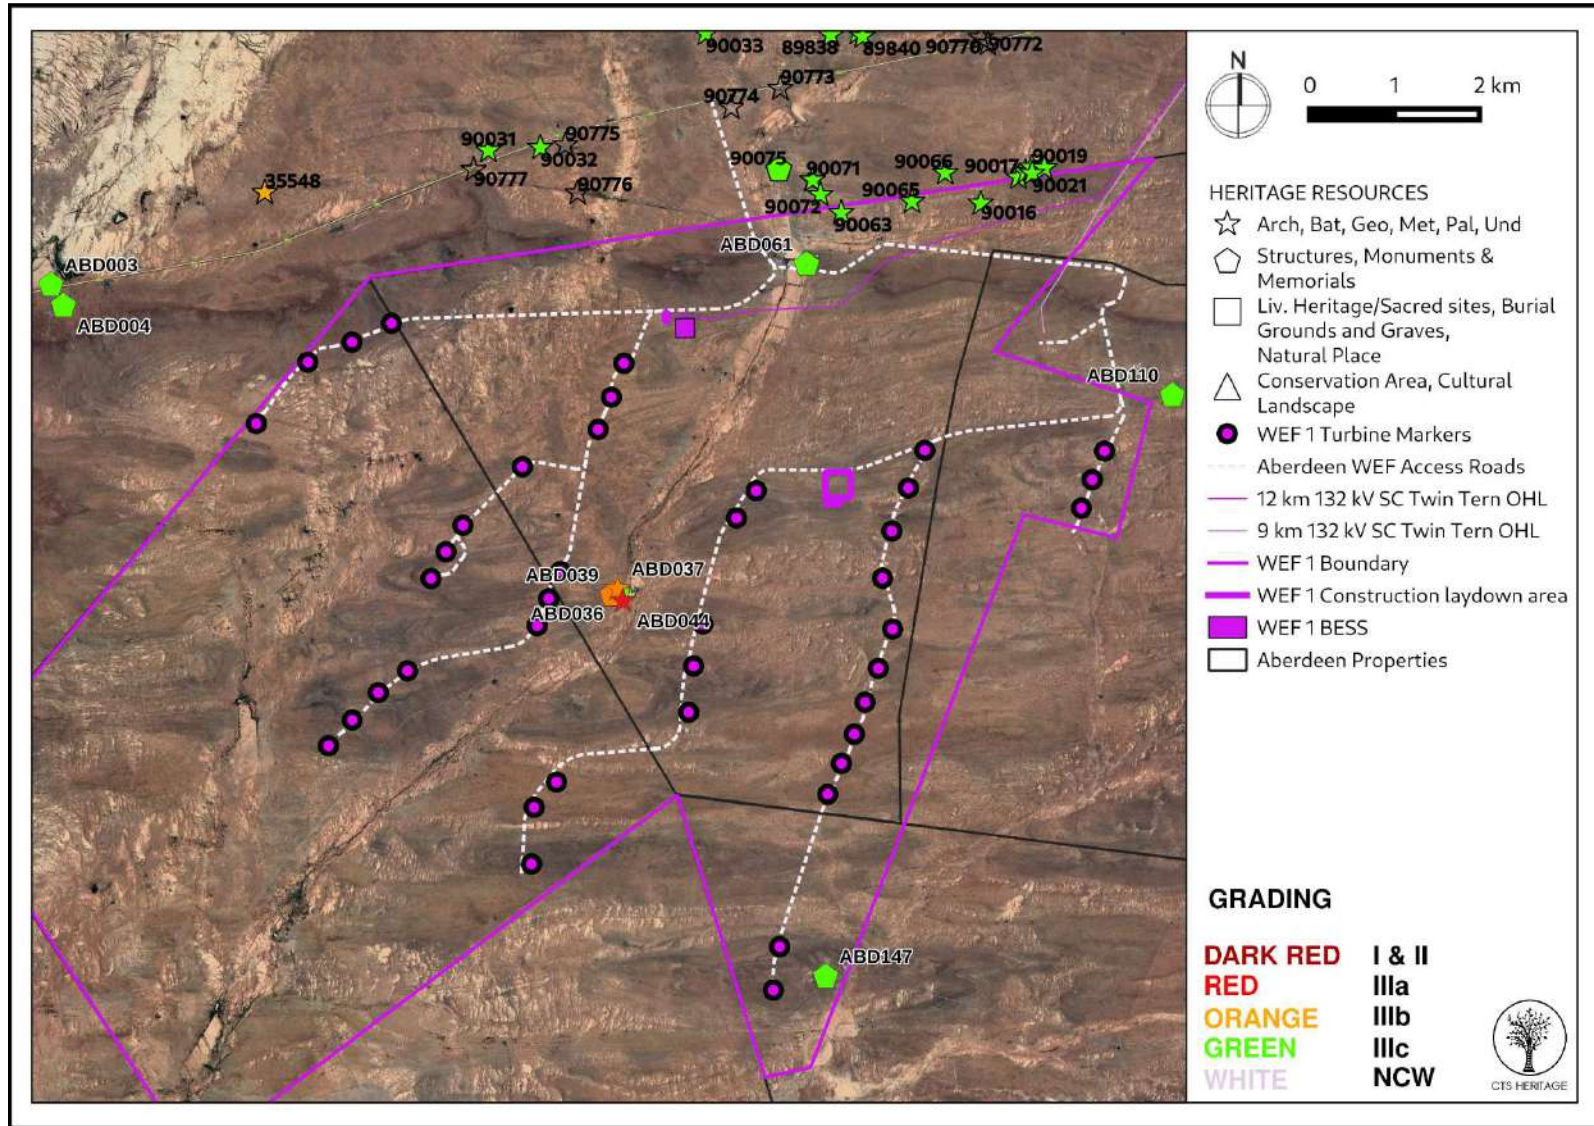 90033
89838
89840
90770
90772
90773
90774
90031
90775
90032
90777
90776
35548
90075
90071
90072
90063
90066
90065
90017
90019
90021
90016
ABD061
ABD003
ABD004
ABD110
ABD039
ABD037
ABD036
ABD044
ABD147
N
0 1 2 km
HERITAGE RESOURCES
Arch, Bat, Geo, Met, Pal, Und
Structures, Monuments &
Memorials
Liv. Heritage/Sacred sites, Burial
Grounds and Graves,
Natural Place
Conservation Area, Cultural
Landscape
WEF 1 Turbine Markers
Aberdeen WEF Access Roads
12 km 132 kV SC Twin Tern OHL
9 km 132 kV SC Twin Tern OHL
WEF 1 Boundary
WEF 1 Construction laydown area
WEF 1 BESS
Aberdeen Properties
GRADING
DARK RED I & II
RED IIIa
ORANGE IIIb
GREEN IIIc
WHITE NCW
CTS HERITAGE